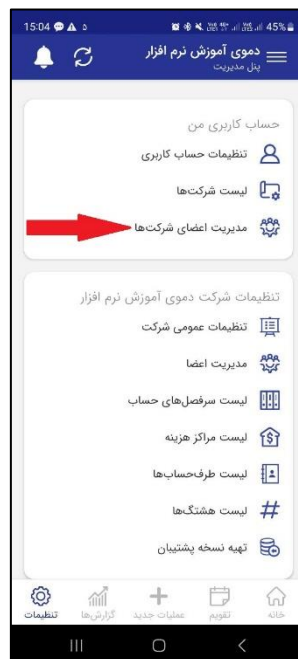 15:04
45%
دموی آموزش نرم افزار
پنل مدیریت
حساب کاربری من
تنظیمات حساب کاربری
لیست شرکت‌ها
مدیریت اعضای شرکت‌ها
تنظیمات شرکت دموی آموزش نرم افزار
تنظیمات عمومی شرکت
مدیریت اعضا
لیست سرفصل‌های حساب
لیست مراکز هزینه
لیست طرف‌حساب‌ها
لیست هشتگ‌ها
تهیه نسخه پشتیبان
خانه
تقویم
عملیات جدید
گزارش‌ها
تنظیمات